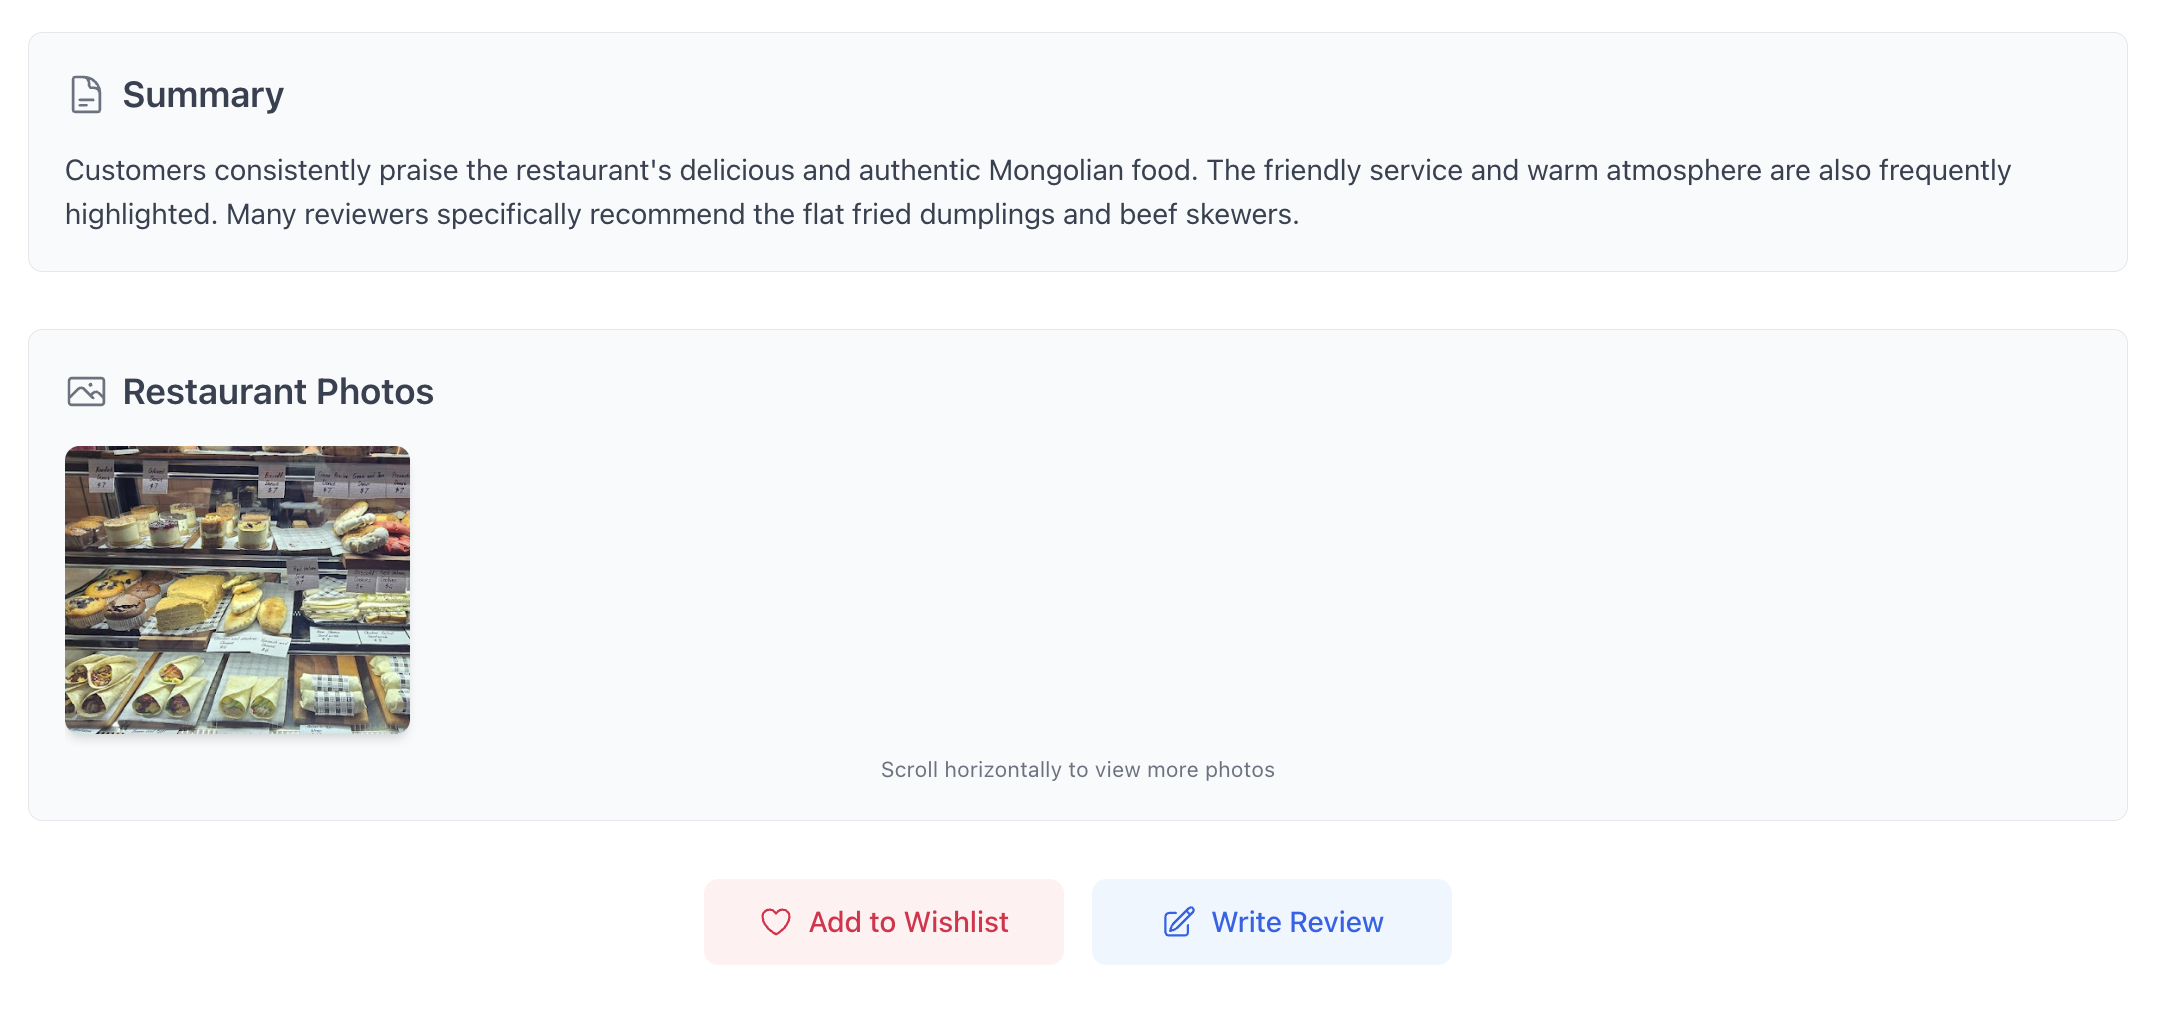 Summary
Customers consistently praise the restaurant's delicious and authentic Mongolian food. The friendly service and warm atmosphere are also frequently
highlighted. Many reviewers specifically recommend the flat fried dumplings and beef skewers.
Restaurant Photos
Scroll horizontally to view more photos
Add to Wishlist
Write Review